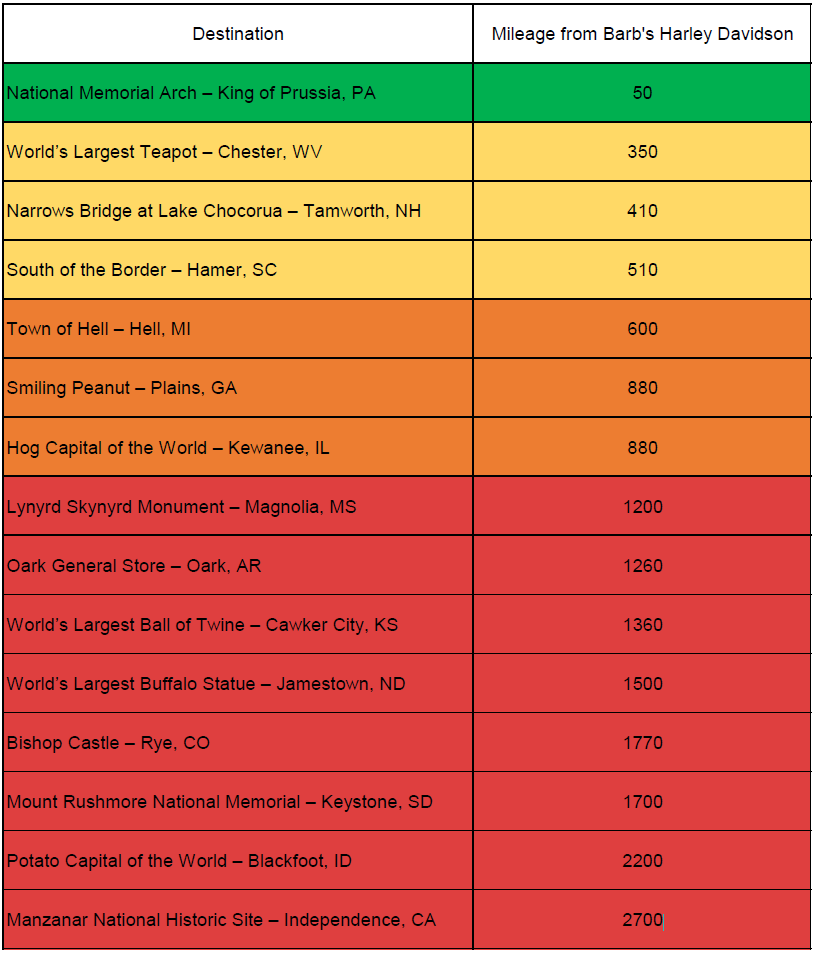 Destination Mileage from Barb's Harley Davidson
National Memorial Arch – King of Prussia, PA 50
World’s Largest Teapot – Chester, WV 350
Narrows Bridge at Lake Chocorua – Tamworth, NH 410
South of the Border – Hamer, SC 510
Town of Hell – Hell, MI 600
Smiling Peanut – Plains, GA 880
Hog Capital of the World – Kewanee, IL 880
Lynyrd Skynyrd Monument – Magnolia, MS 1200
Oark General Store – Oark, AR 1260
World’s Largest Ball of Twine – Cawker City, KS 1360
World’s Largest Buffalo Statue – Jamestown, ND 1500
Bishop Castle – Rye, CO 1770
Mount Rushmore National Memorial – Keystone, SD 1700
Potato Capital of the World – Blackfoot, ID 2200
Manzanar National Historic Site – Independence, CA 2700